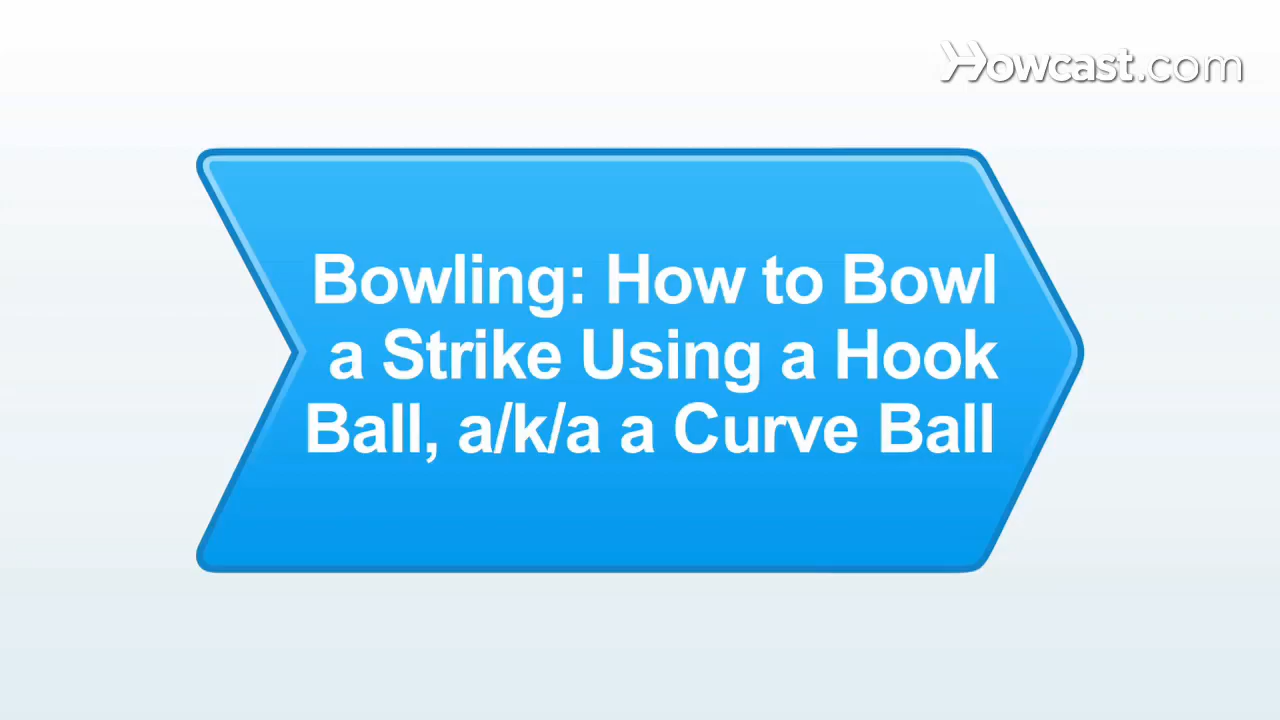 Howcast.com
Bowling: How to Bowl
a Strike Using a Hook
Ball, a/k/a a Curve Ball